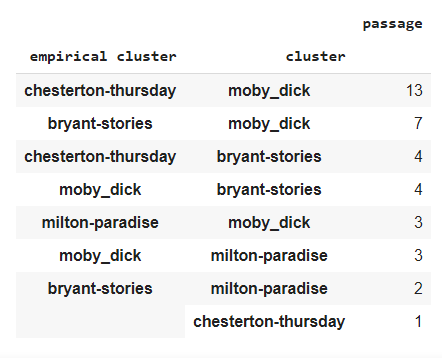 passage
empirical cluster cluster
chesterton-thursday moby_dick 13
bryant-stories moby_dick 7
chesterton-thursday bryant-stories 4
moby_dick bryant-stories 4
milton-paradise moby_dick 3
moby_dick milton-paradise 3
bryant-stories milton-paradise 2
chesterton-thursday 1